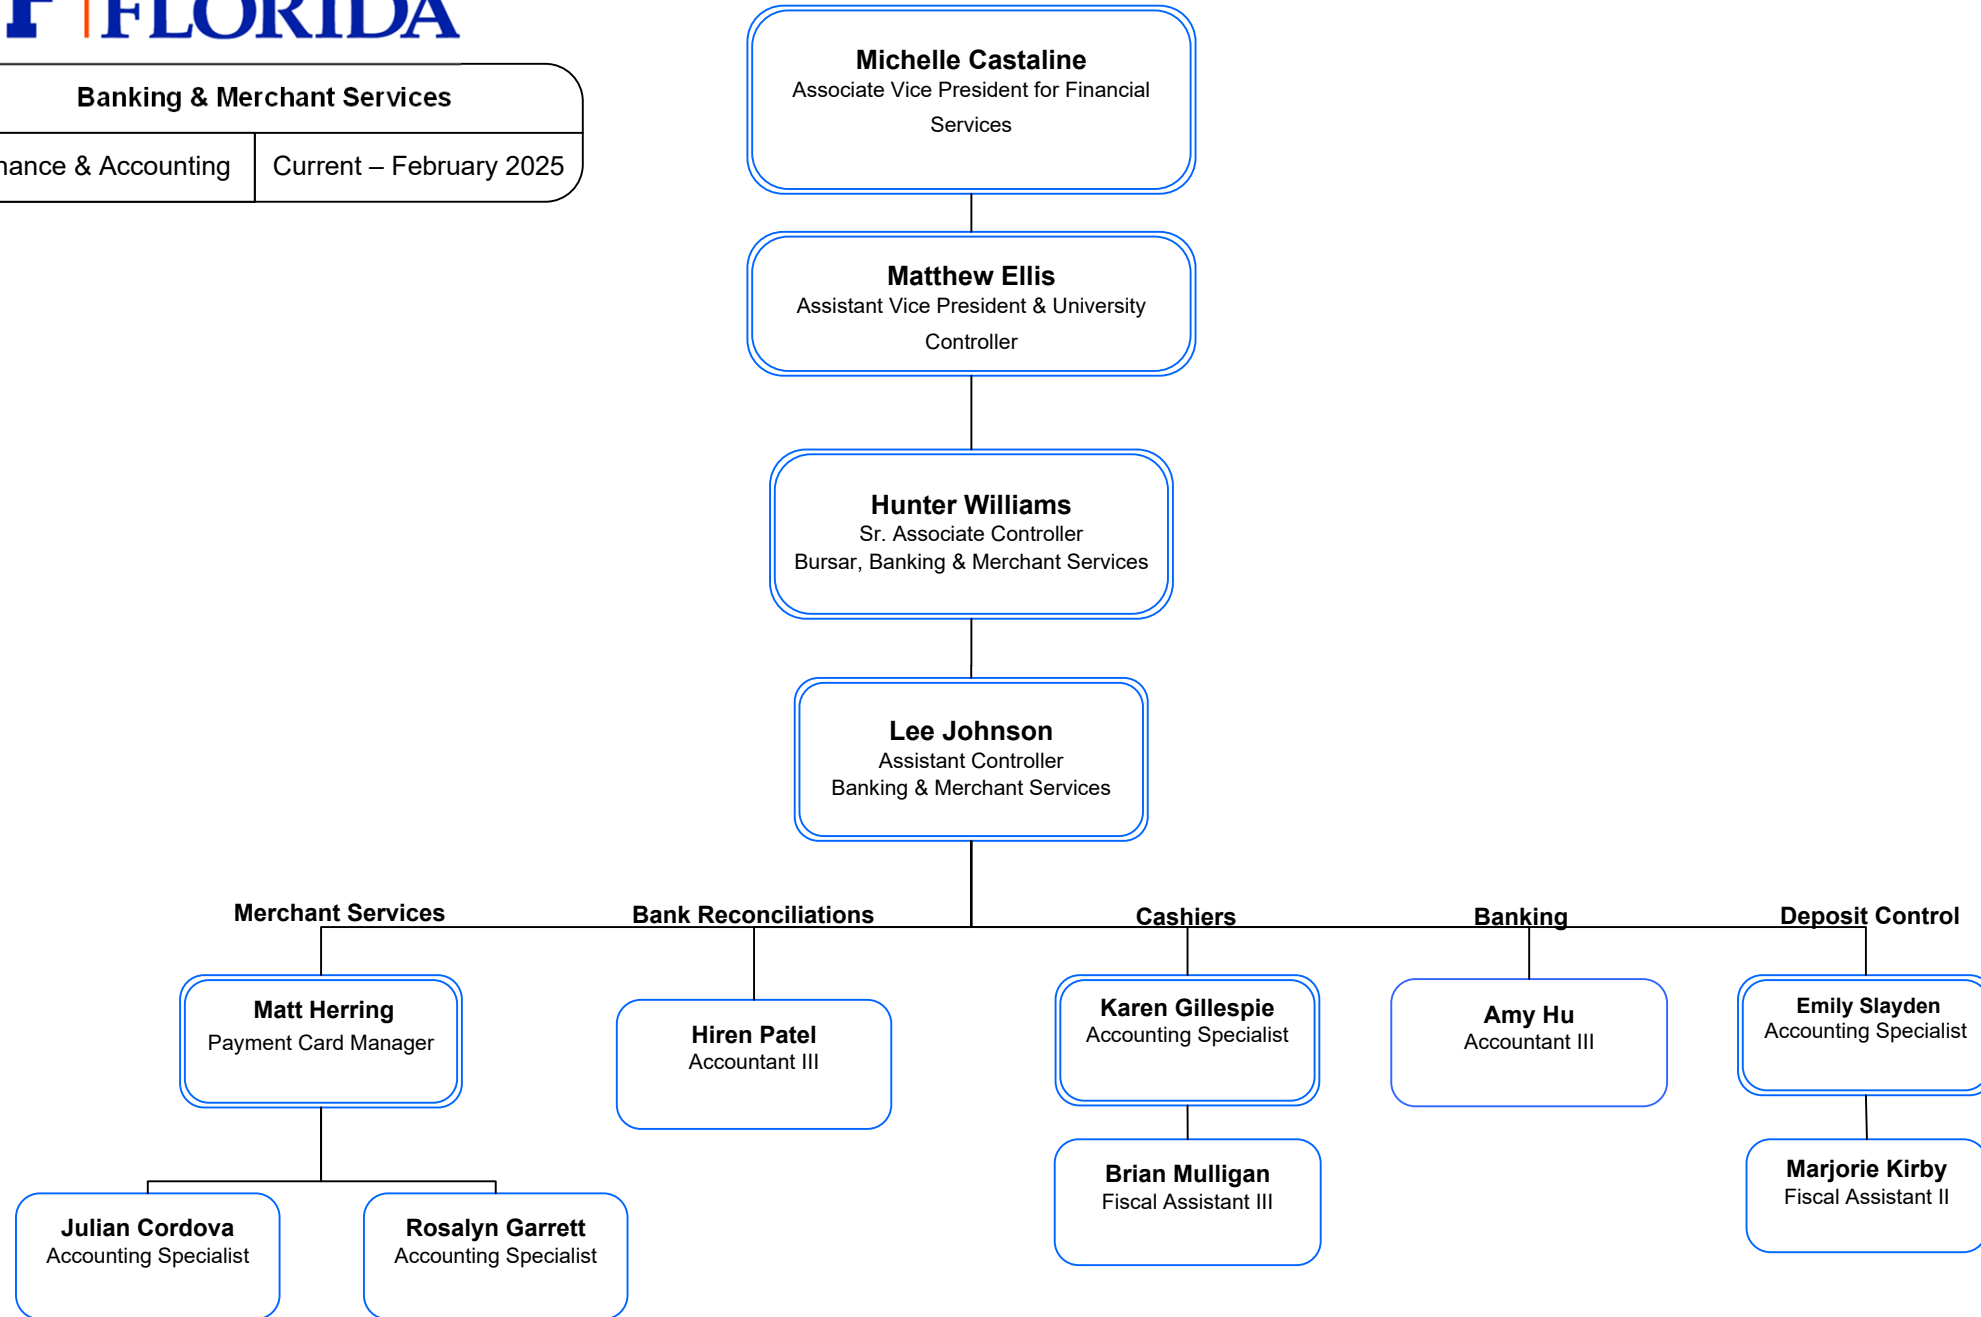 FLORIDA
Banking & Merchant Services
& Accounting
Current – February 2025
Michelle Castaline
Associate Vice President for Financial
Services
Matthew Ellis
Assistant Vice President & University
Controller
Hunter Williams
Sr. Associate Controller
Bursar, Banking & Merchant Services
Lee Johnson
Assistant Controller
Banking & Merchant Services
Merchant Services
Bank Reconciliations
Cashiers
Banking
Deposit Control
Matt Herring
Payment Card Manager
Hiren Patel
Accountant III
Karen Gillespie
Accounting Specialist
Amy Hu
Accountant III
Emily Slayden
Accounting Specialist
Julian Cordova
Accounting Specialist
Rosalyn Garrett
Accounting Specialist
Brian Mulligan
Fiscal Assistant III
Marjorie Kirby
Fiscal Assistant II